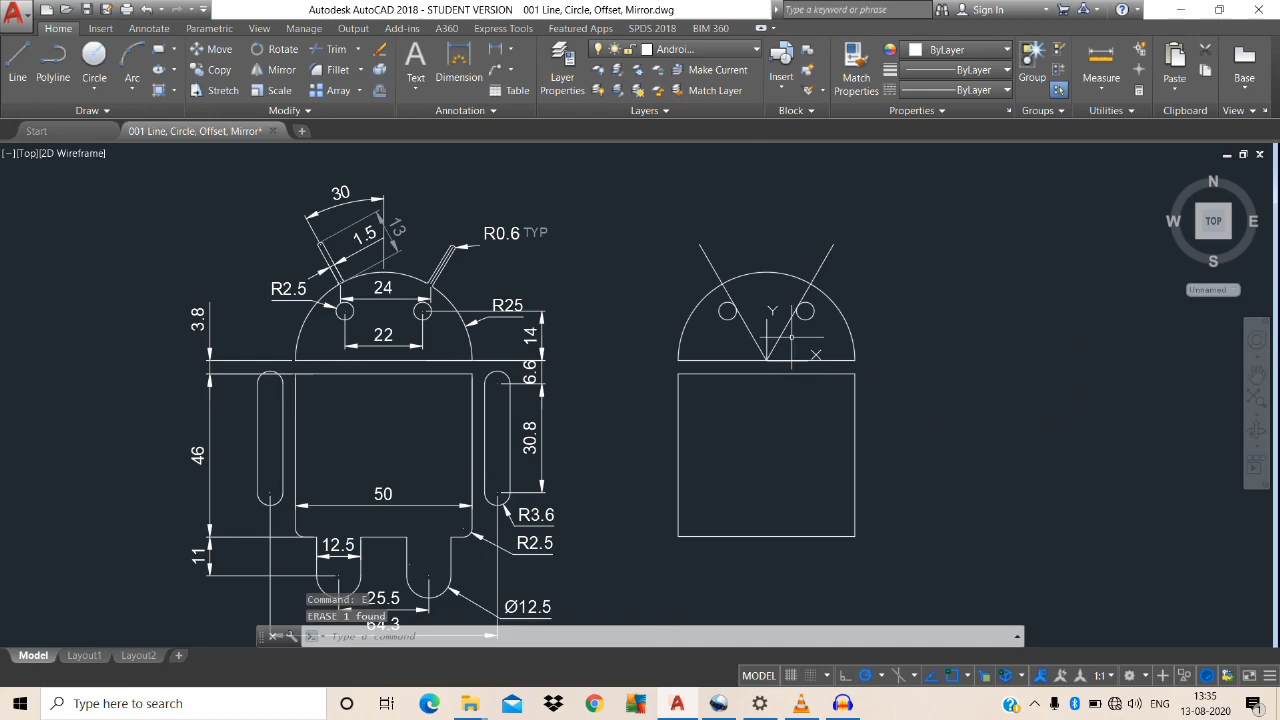 Autodesk AutoCAD 2018 - STUDENT VERSION 001 Line, Circle, Offset, Mirror.dwg
Type a keyword or phrase
Sign In
Home Insert Annotate Parametric View Manage Output Add-ins A360 Express Tools Featured Apps SPDS 2018 BIM 360
Move Rotate Trim
Androi...
ByLayer
Copy Mirror Fillet
Make Current
ByLayer
Stretch Scale Array
Table
Match Layer
ByLayer
Line Polyline Circle Arc
Text Dimension
Layer Properties
Insert
Match Properties
Group
Measure
Paste
Base
Draw Modify Annotation Layers Block Properties Groups Utilities Clipboard View
Start 001 Line, Circle, Offset, Mirror*
[−][Top][2D Wireframe]
N
W TOP E
S
Unnamed
30
13
1.5
R0.6 TYP
R2.5
24
R25
3.8
22
14
Y
X
6.6
46
30.8
50
R3.6
R2.5
12.5
11
25.5
Ø12.5
64.3
Command: E
ERASE 1 found
Type a command
Model Layout1 Layout2
MODEL
1:1
Type here to search
ENG
13:35
13-08-2020